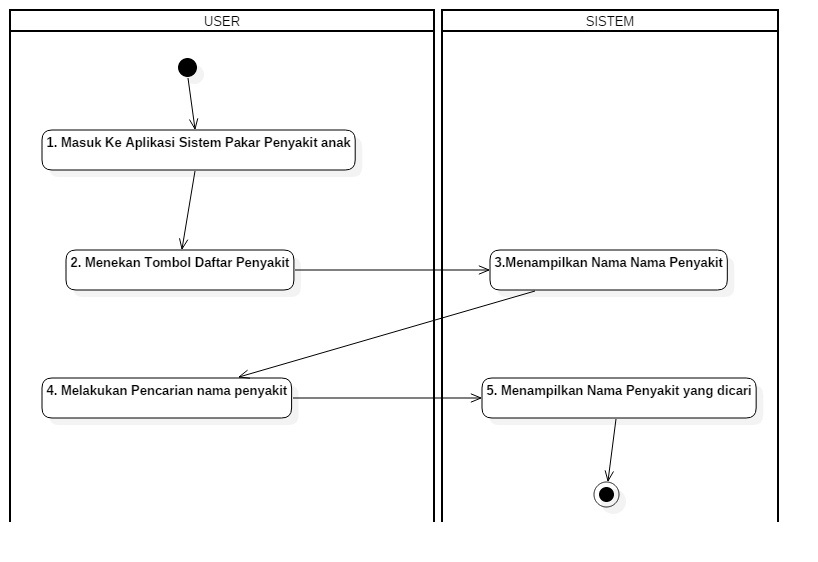 USER
SISTEM
1. Masuk Ke Aplikasi Sistem Pakar Penyakit anak
2. Menekan Tombol Daftar Penyakit
3.Menampilkan Nama Nama Penyakit
4. Melakukan Pencarian nama penyakit
5. Menampilkan Nama Penyakit yang dicari